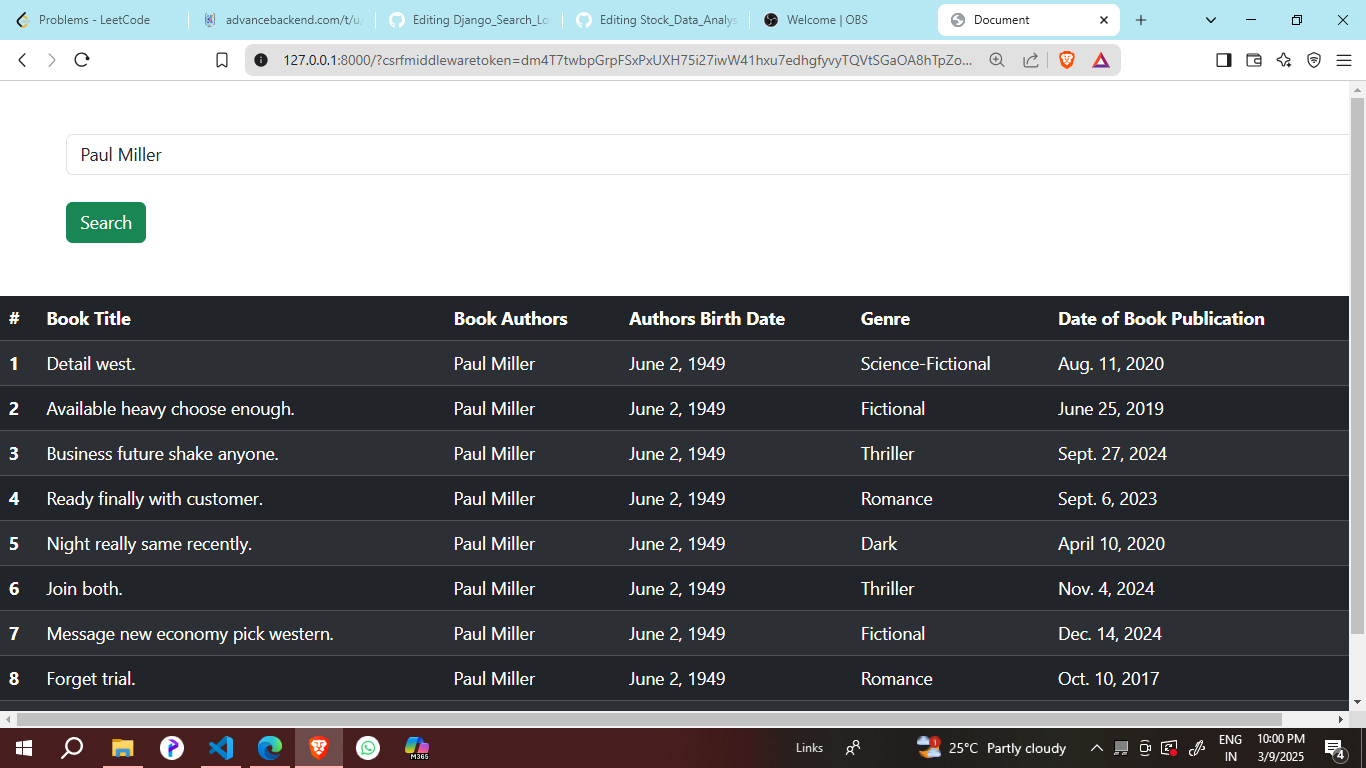 Problems - LeetCode
advancebackend.com/t/u/
Editing Django_Search_Lo
Editing Stock_Data_Analys
Welcome | OBS
Document
127.0.0.1:8000/?csrfmiddlewaretoken=dm4T7twbpGrpFSxPxUXH75i27iwW41hxu7edhgfyvyTQVtSGaOA8hTpZo...
Paul Miller
Search
# Book Title Book Authors Authors Birth Date Genre Date of Book Publication
1 Detail west. Paul Miller June 2, 1949 Science-Fictional Aug. 11, 2020
2 Available heavy choose enough. Paul Miller June 2, 1949 Fictional June 25, 2019
3 Business future shake anyone. Paul Miller June 2, 1949 Thriller Sept. 27, 2024
4 Ready finally with customer. Paul Miller June 2, 1949 Romance Sept. 6, 2023
5 Night really same recently. Paul Miller June 2, 1949 Dark April 10, 2020
6 Join both. Paul Miller June 2, 1949 Thriller Nov. 4, 2024
7 Message new economy pick western. Paul Miller June 2, 1949 Fictional Dec. 14, 2024
8 Forget trial. Paul Miller June 2, 1949 Romance Oct. 10, 2017
M365
Links
1
25°C Partly cloudy
ENG
IN
10:00 PM
3/9/2025
4